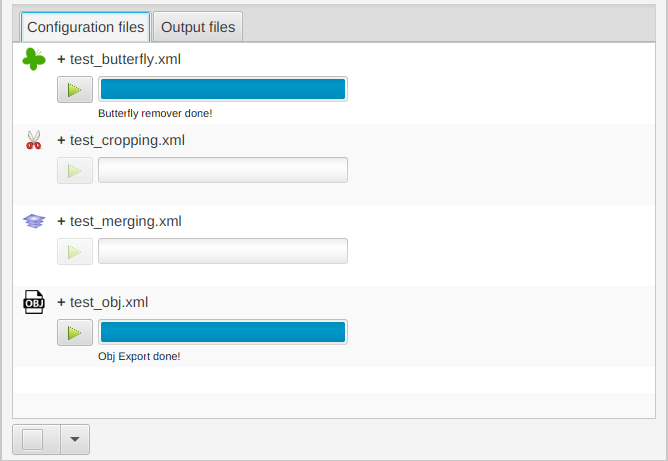 Configuration files Output files
+ test_butterfly.xml
Butterfly remover done!
+ test_cropping.xml
+ test_merging.xml
OBJ
+ test_obj.xml
Obj Export done!